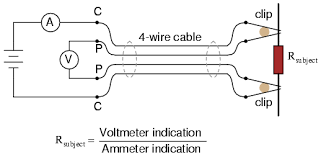 C
A
4-wire cable
clip
P
V
R subject
P
C
clip
R subject = Voltmeter indication
Ammeter indication